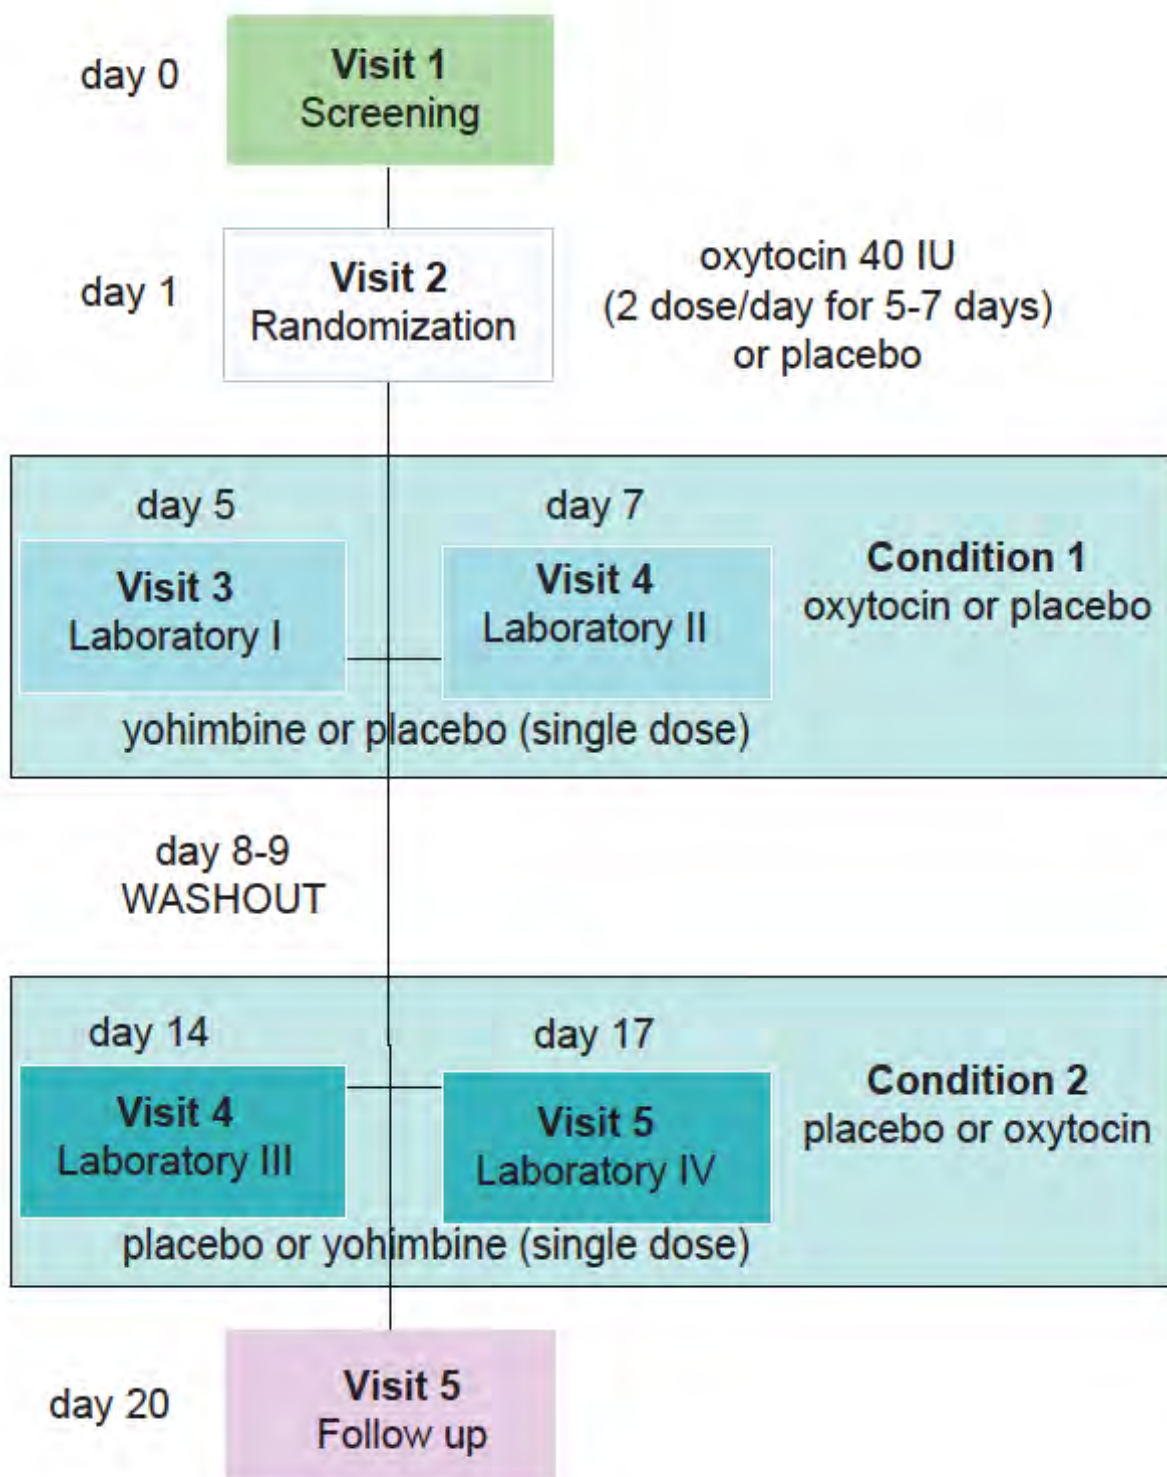 day 0
Visit 1
Screening
day 1
Visit 2
Randomization
oxytocin 40 IU
(2 dose/day for 5-7 days)
or placebo
day 5
Visit 3
Laboratory I
day 7
Visit 4
Laboratory II
Condition 1
oxytocin or placebo
yohimbine or placebo (single dose)
day 8-9
WASHOUT
day 14
Visit 4
Laboratory III
day 17
Visit 5
Laboratory IV
Condition 2
placebo or oxytocin
placebo or yohimbine (single dose)
day 20
Visit 5
Follow up